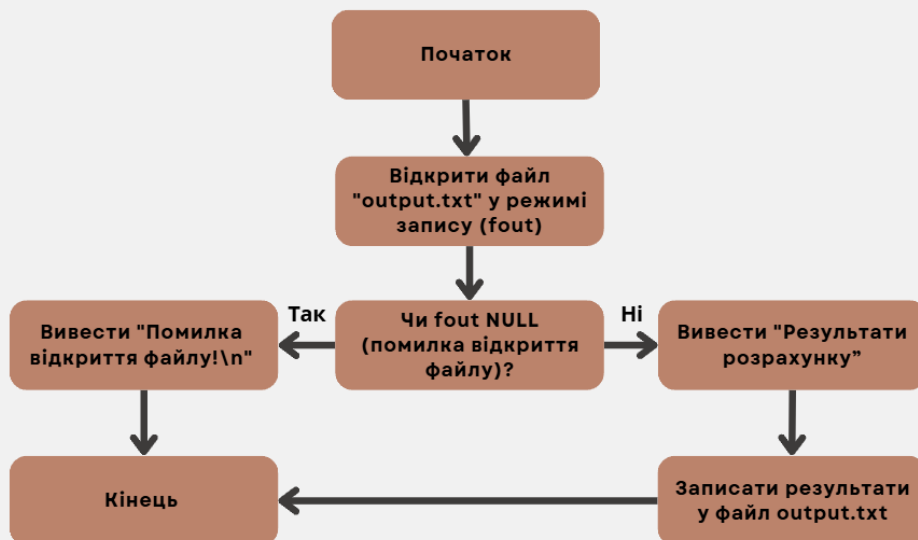 Початок
Відкрити файл
"output.txt" у режимі
запису (fout)
Так
Чи fout NULL
(помилка відкриття
файлу)?
Ні
Вивести "Помилка
відкриття файлу!\n"
Вивести "Результати
розрахунку”
Кінець
Записати результати
у файл output.txt